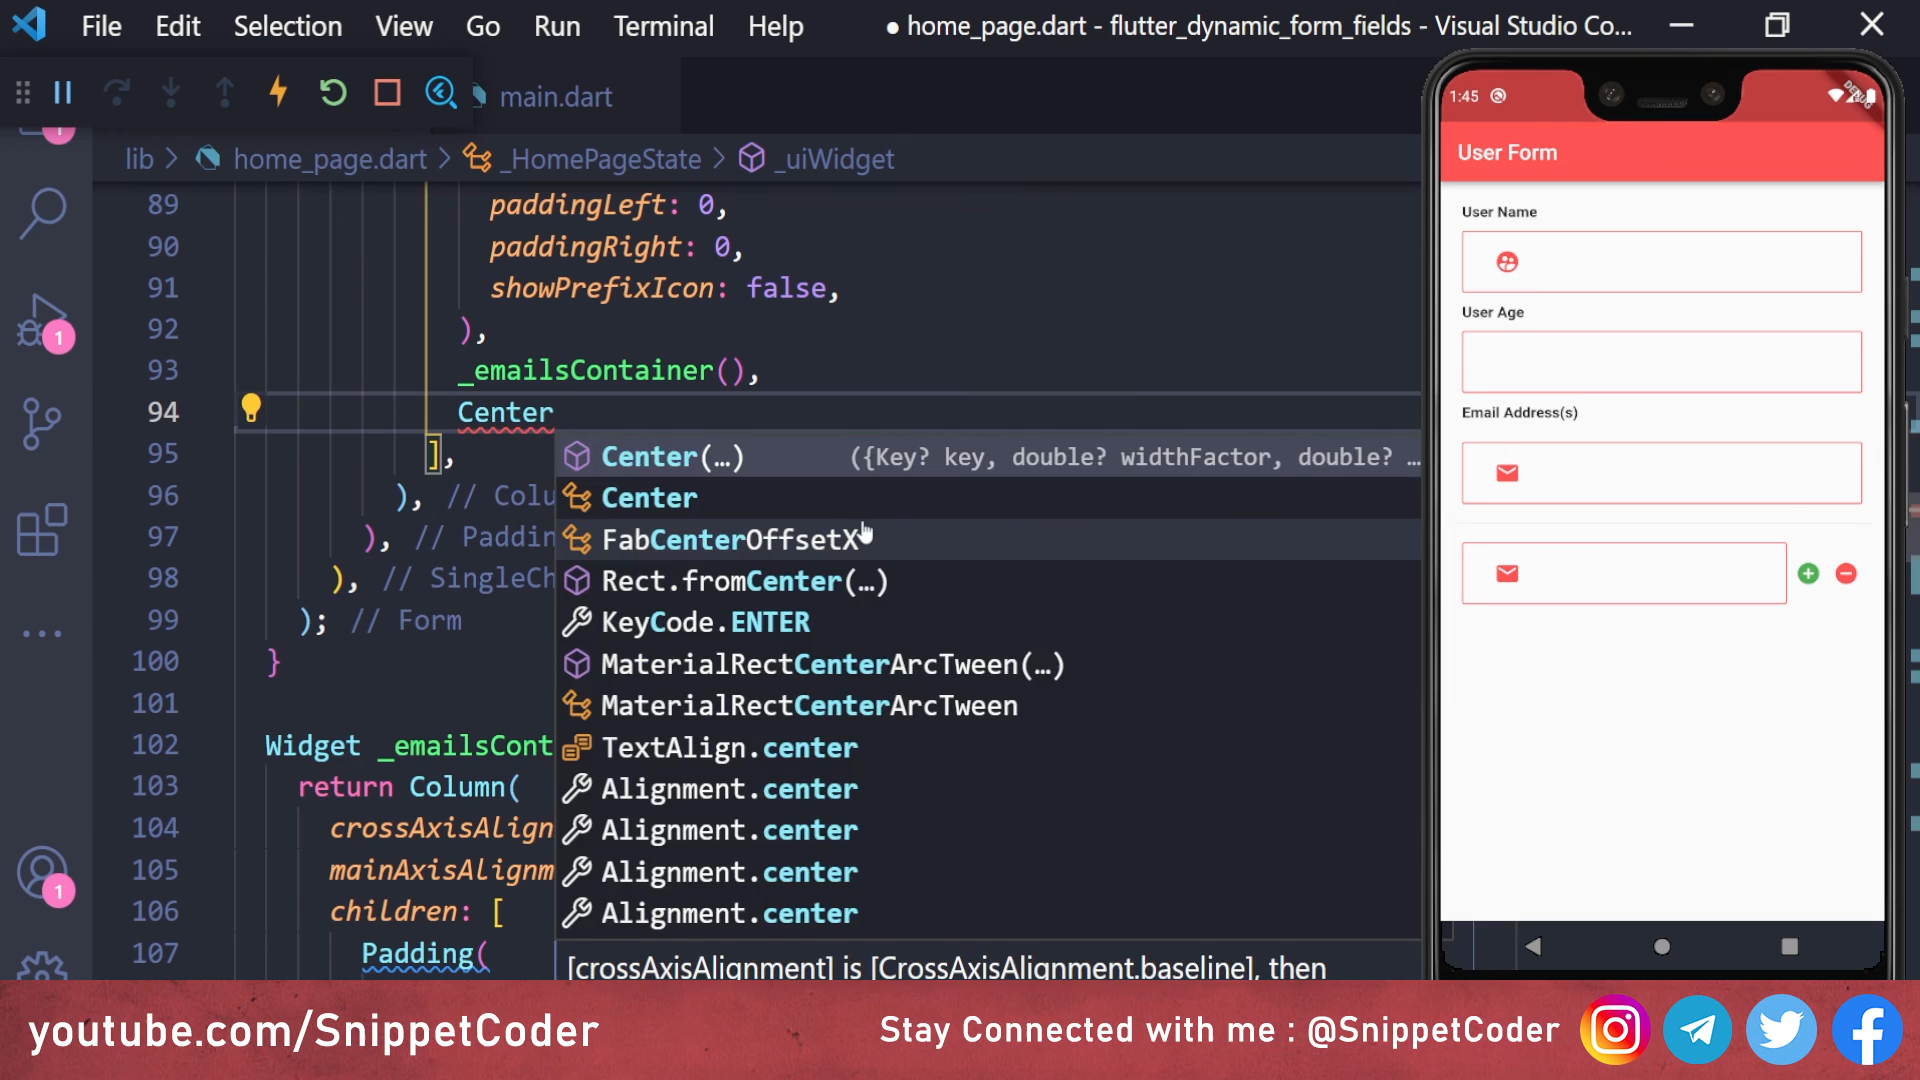 File Edit Selection View Go Run Terminal Help ● home_page.dart - flutter_dynamic_form_fields - Visual Studio Co...
main.dart
lib > home_page.dart > _HomePageState > _uiWidget
89 paddingLeft: 0,
90 paddingRight: 0,
91 showPrefixIcon: false,
92 ),
93 _emailsContainer(),
94 Center
95 ],
96 ), // Colu
97 ), // Paddin
98 ), // SingleCh
99 ); // Form
100 }
101
102 Widget _emailsCont
103 return Column(
104 crossAxisAlign
105 mainAxisAlignm
106 children: [
107 Padding(
Center(…) ({Key? key, double? widthFactor, double? …
Center
FabCenterOffsetX
Rect.fromCenter(…)
KeyCode.ENTER
MaterialRectCenterArcTween(…)
MaterialRectCenterArcTween
TextAlign.center
Alignment.center
Alignment.center
Alignment.center
Alignment.center
[crossAxisAlignment] is [CrossAxisAlignment.baseline], then
1
1
1
1:45
DEBUG
User Form
User Name
User Age
Email Address(s)
youtube.com/SnippetCoder
Stay Connected with me : @SnippetCoder